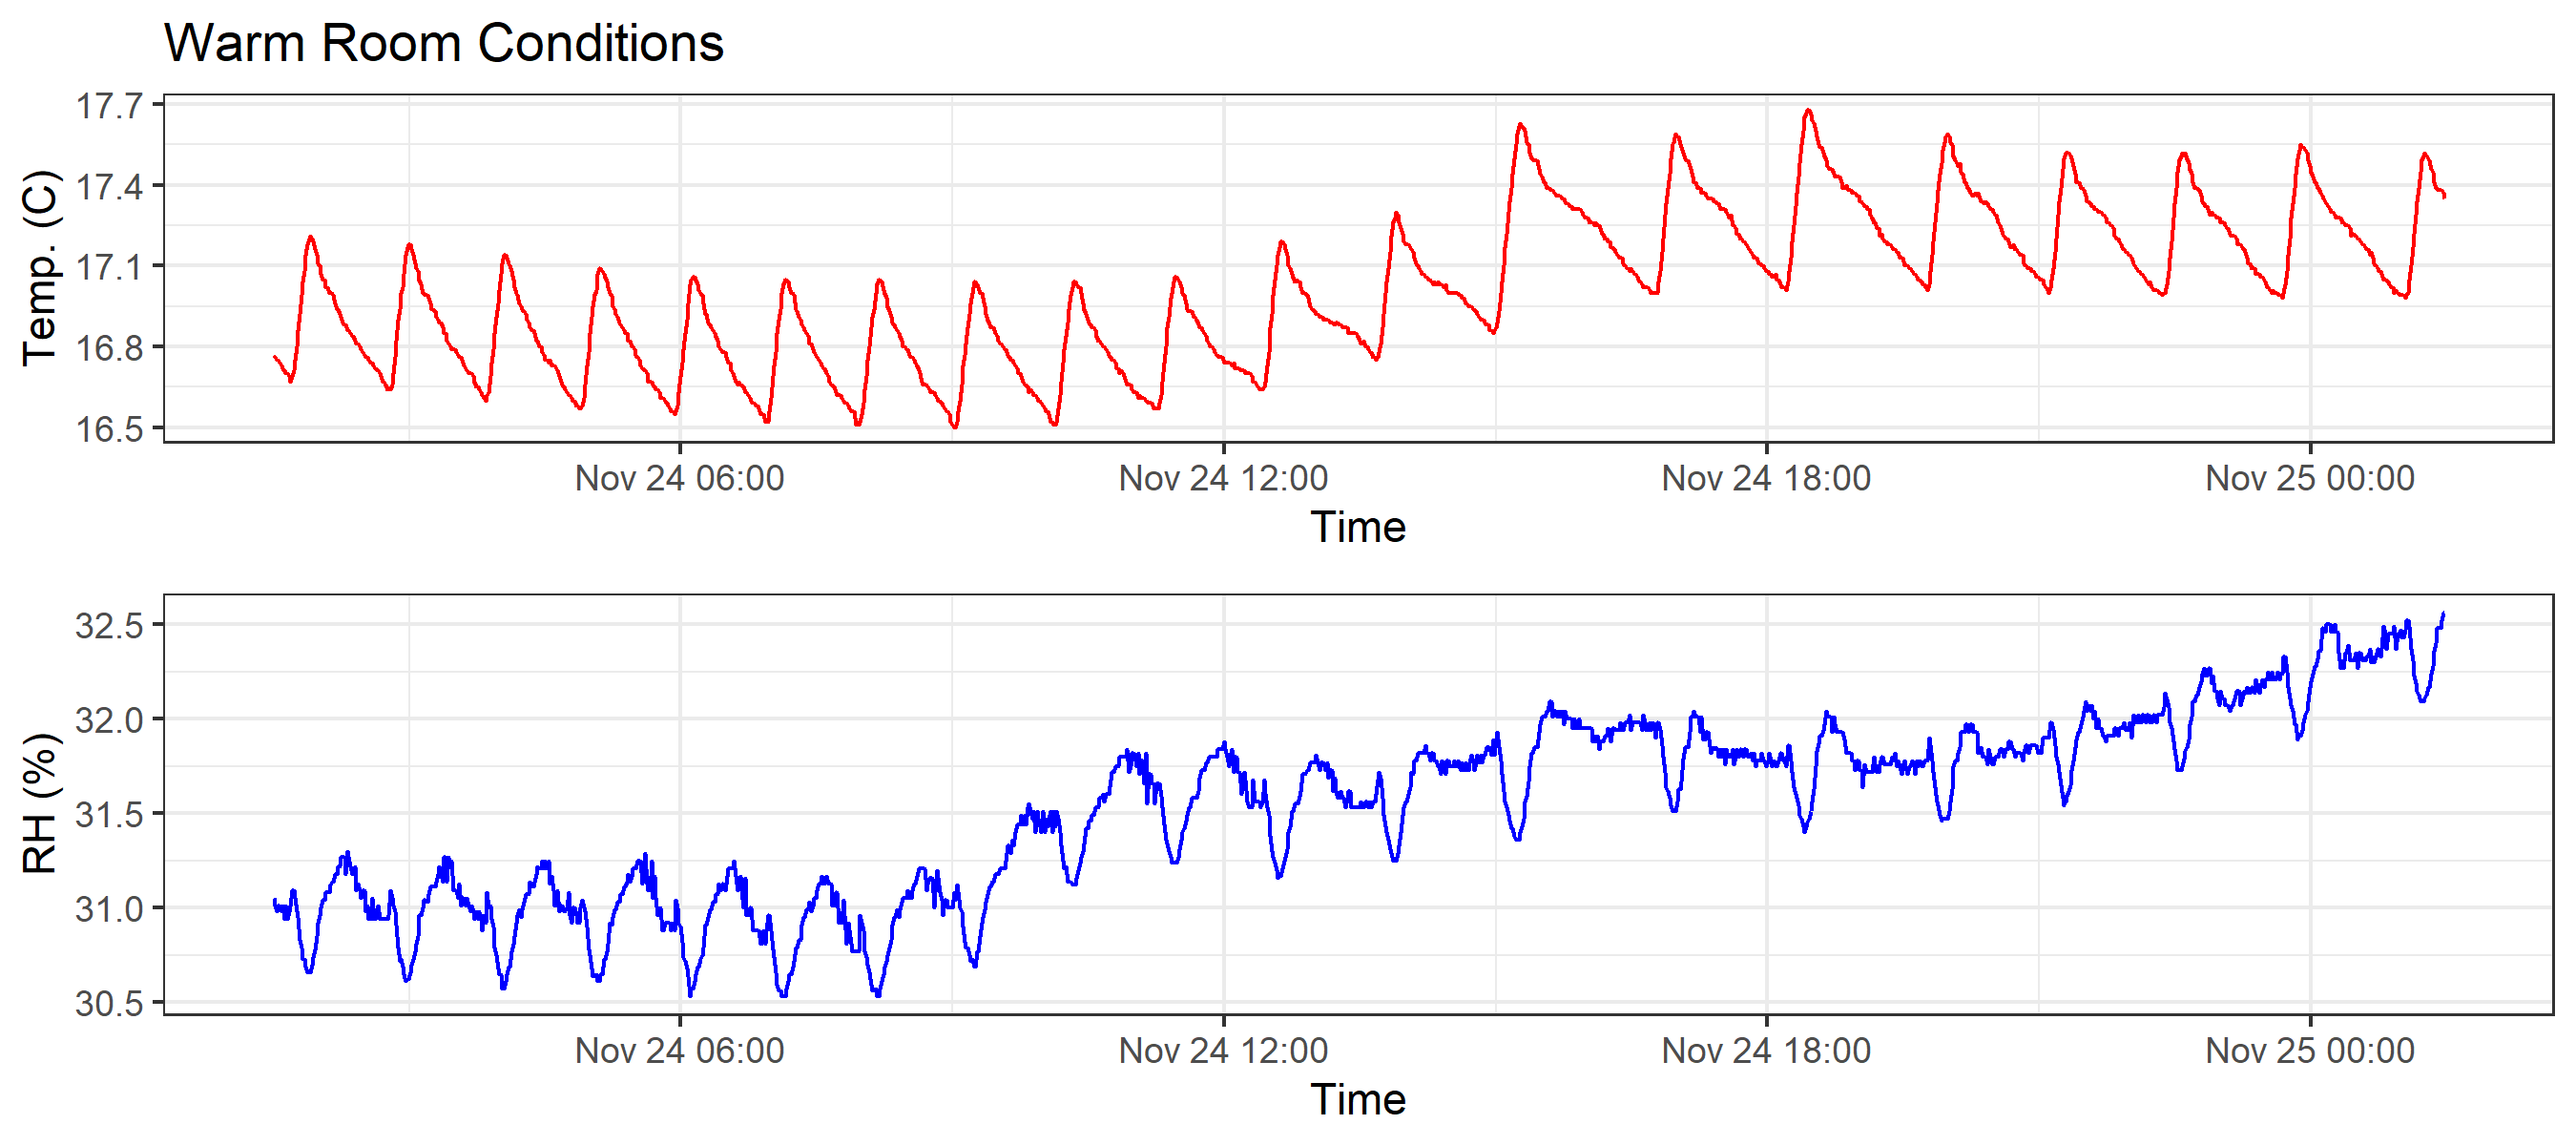 Warm Room Conditions
17.7
17.4
17.1
16.8
16.5
Temp. (C)
Nov 24 06:00 Nov 24 12:00 Nov 24 18:00 Nov 25 00:00
Time
32.5
32.0
31.5
31.0
30.5
RH (%)
Nov 24 06:00 Nov 24 12:00 Nov 24 18:00 Nov 25 00:00
Time